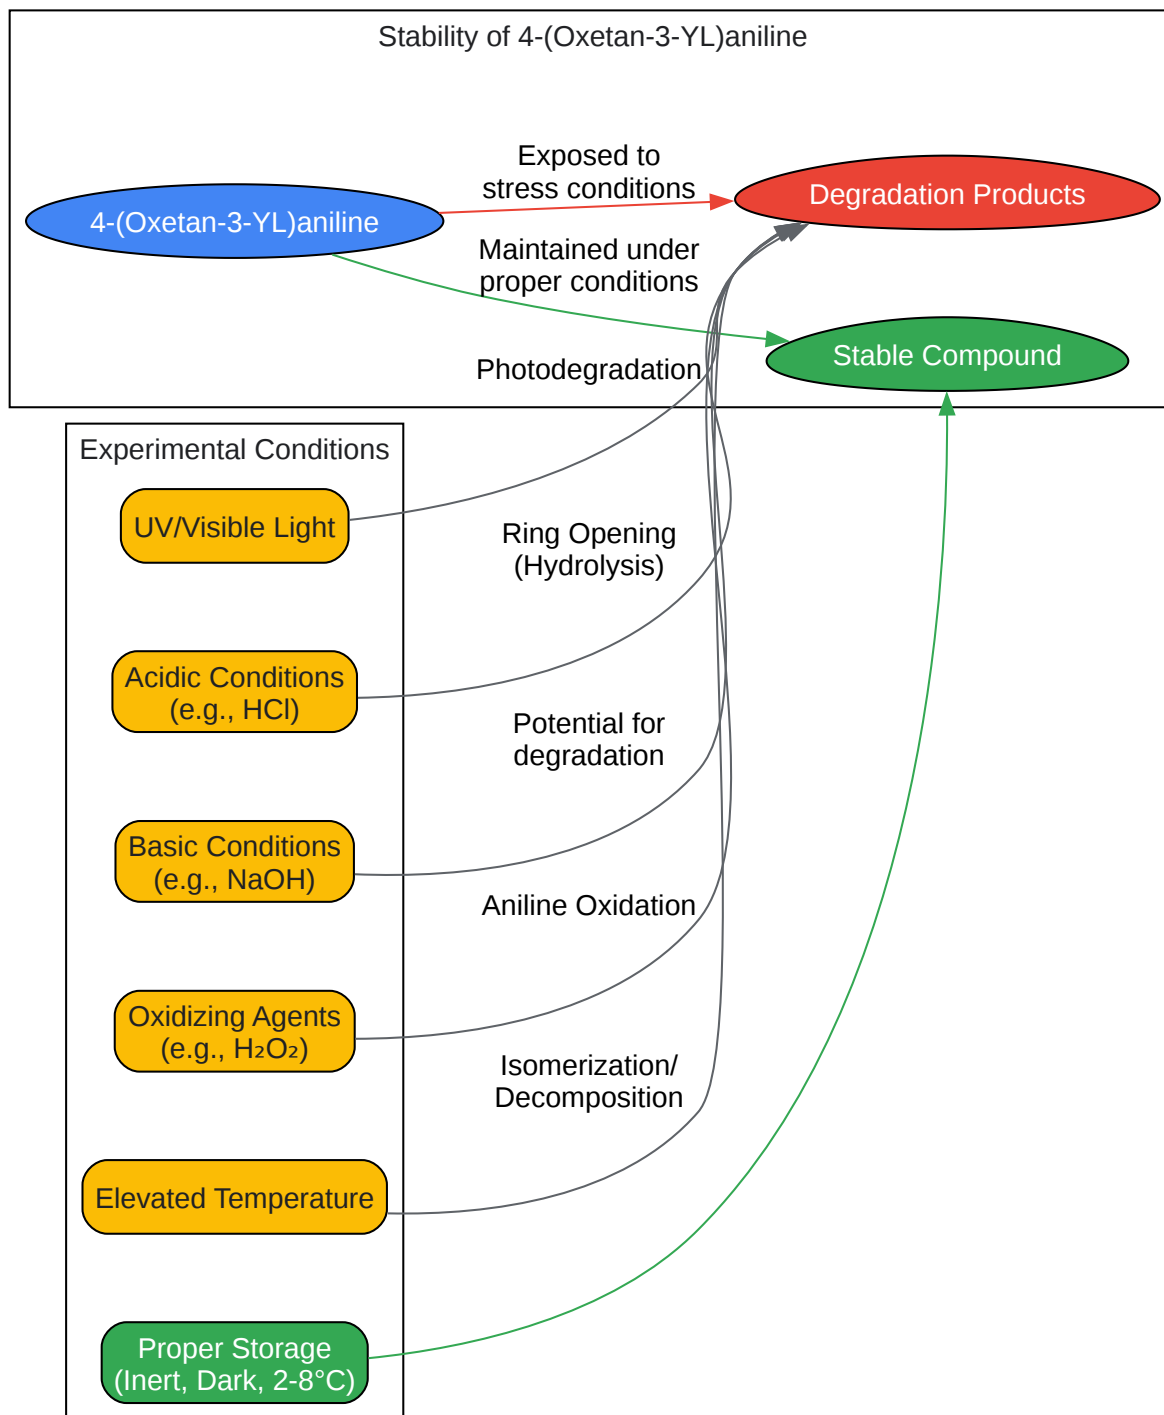 Stability of 4-(Oxetan-3-YL)aniline
Exposed to
stress conditions
Degradation Products
4-(Oxetan-3-YL)aniline
Maintained under
proper conditions
Stable Compound
Photodegradation
Experimental Conditions
UV/Visible Light
Ring Opening
(Hydrolysis)
Acidic Conditions
(e.g., HCl)
Potential for
degradation
Basic Conditions
(e.g., NaOH)
Aniline Oxidation
Oxidizing Agents
(e.g., H₂O₂)
Isomerization/
Decomposition
Elevated Temperature
Proper Storage
(Inert, Dark, 2-8°C)